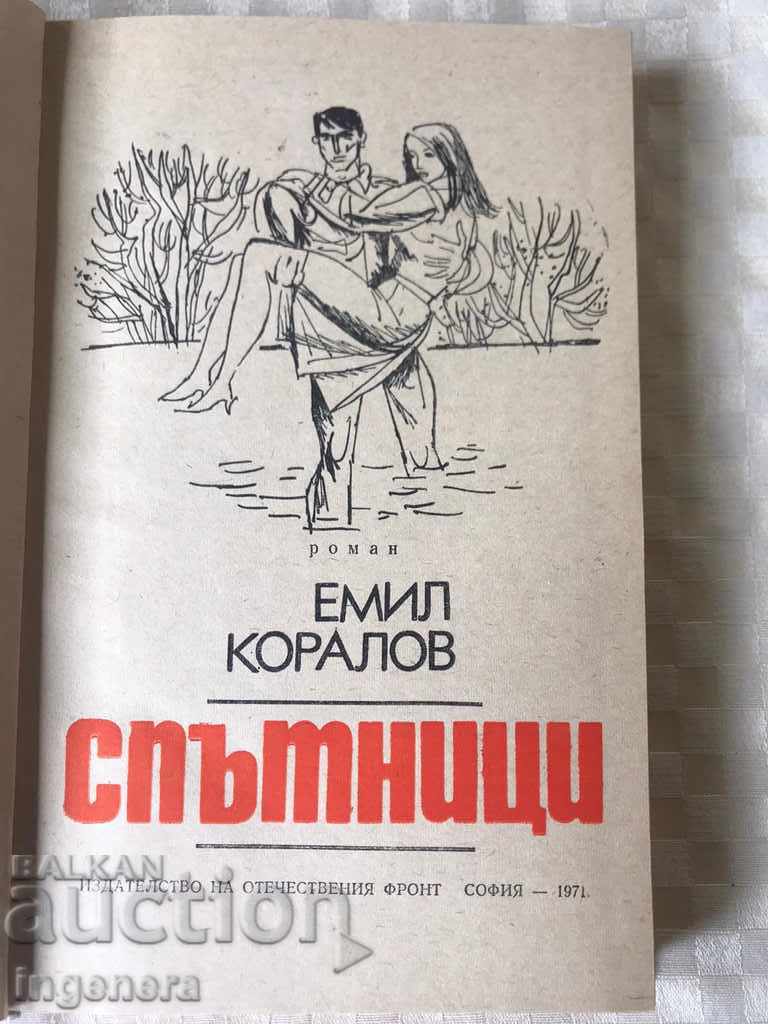 роман
ЕМИЛ
КОРАЛОВ
СПЪТНИЦИ
ИЗДАТЕЛСТВО НА ОТЕЧЕСТВЕНИЯ ФРОНТ СОФИЯ — 1971
BALKAN
auction
ingenera